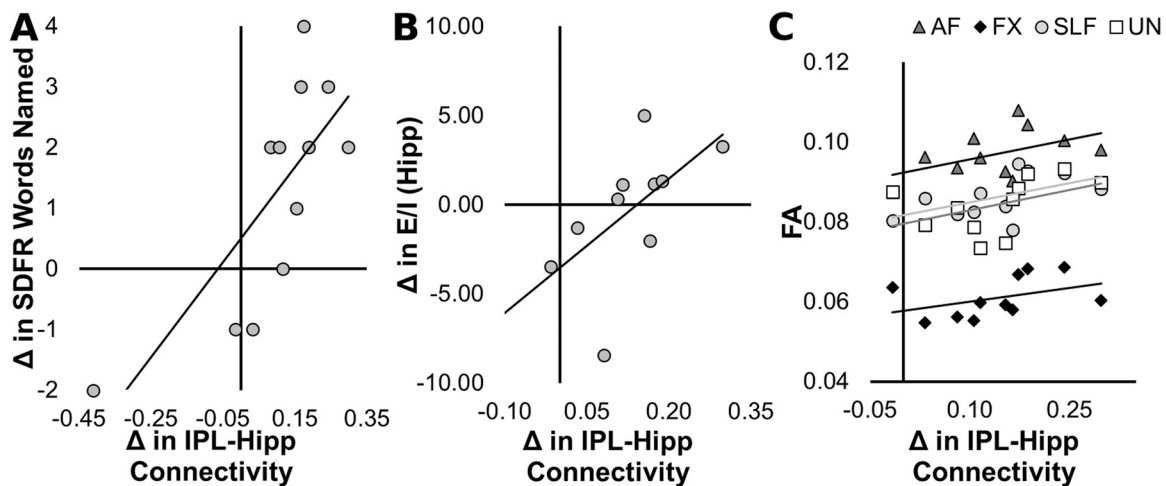 A
Δ in SDFR Words Named
4
3
2
1
0
-1
-2
-0.45 -0.25 -0.05 0.15 0.35
Δ in IPL-Hipp
Connectivity
B
Δ in E/I (Hipp)
10.00
5.00
0.00
-5.00
-10.00
-0.10 0.05 0.20 0.35
Δ in IPL-Hipp
Connectivity
C
AF FX SLF UN
FA
0.12
0.10
0.08
0.06
0.04
-0.05 0.10 0.25
Δ in IPL-Hipp
Connectivity